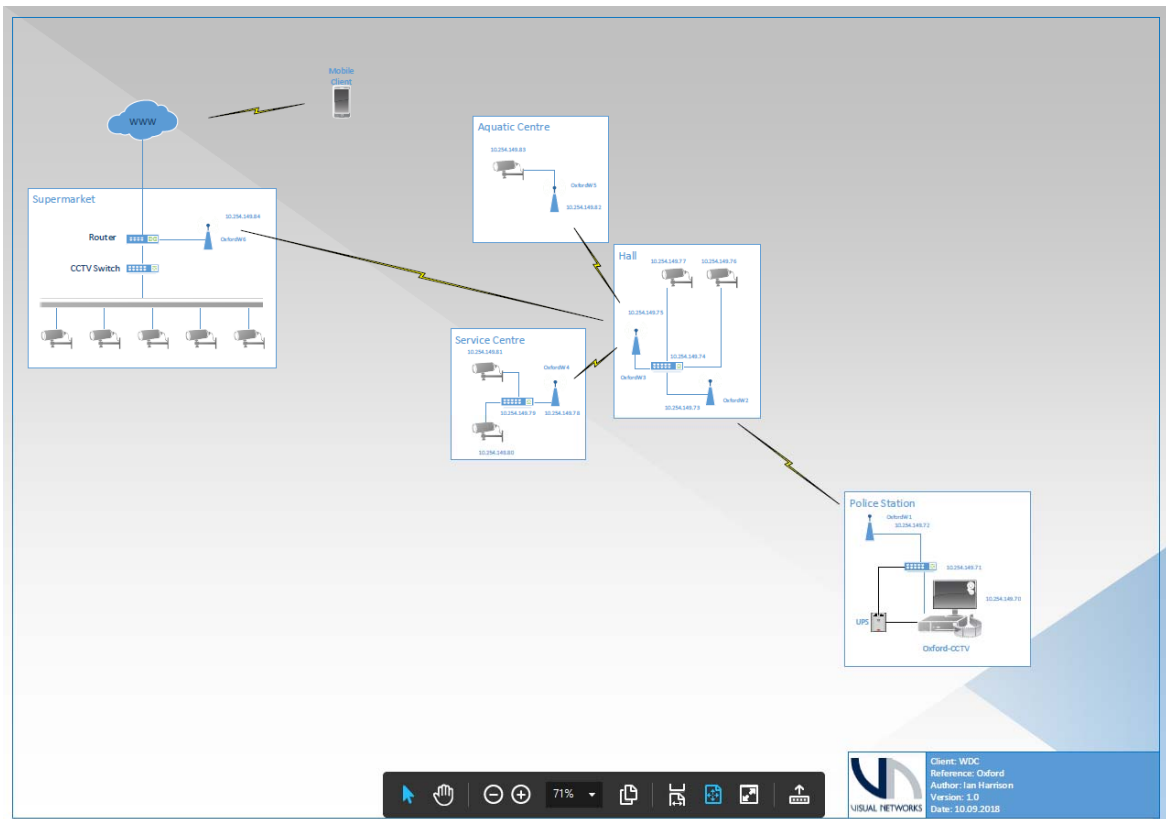 Mobile
Client
WWW
Aquatic Centre
10.254.149.83
OxfordW5
10.254.149.82
Supermarket
10.254.149.84
OxfordW6
Router
CCTV Switch
Hall
10.254.149.77
10.254.149.76
10.254.149.75
10.254.149.74
OxfordW3
OxfordW2
10.254.149.73
Service Centre
10.254.149.81
OxfordW4
10.254.149.79
10.254.149.78
10.254.149.80
Police Station
OxfordW1
10.254.149.72
10.254.149.71
10.254.149.70
UPS
Oxford-CCTV
VISUAL NETWORKS
Client: WDC
Reference: Oxford
Author: Ian Harrison
Version: 1.0
Date: 10.09.2018
71%